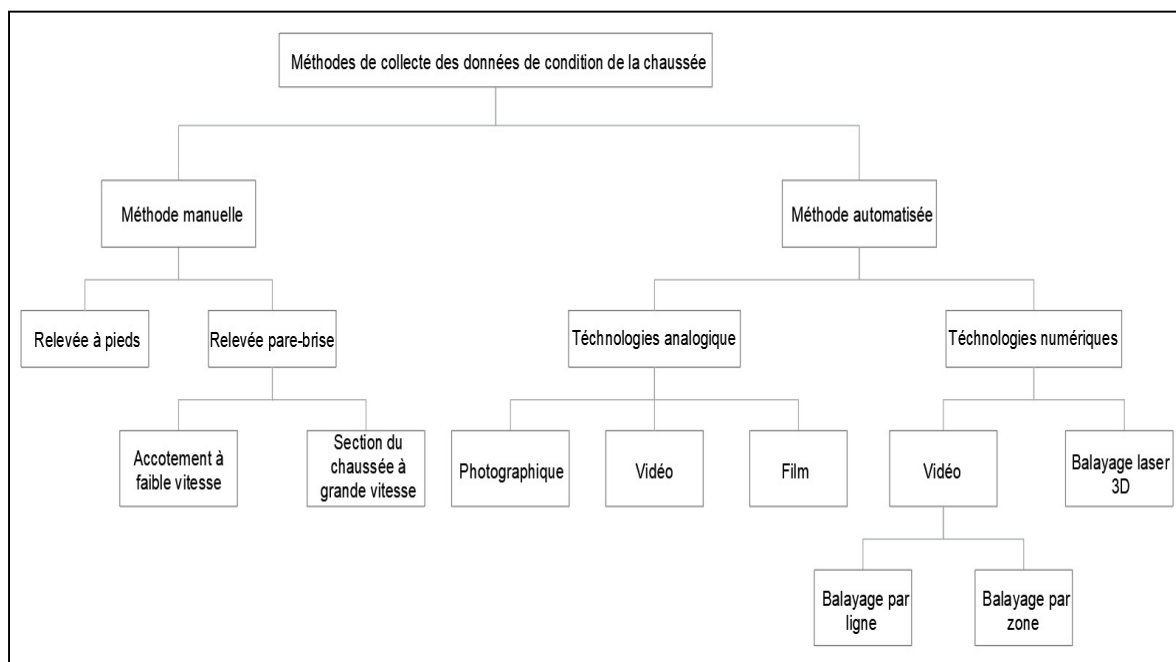 Méthodes de collecte des données de condition de la chaussée
Méthode manuelle
Méthode automatisée
Relevée à pieds
Relevée pare-brise
Téchnologies analogique
Téchnologies numériques
Accotement à
faible vitesse
Section du
chaussée à
grande vitesse
Photographique
Vidéo
Film
Vidéo
Balayage laser
3D
Balayage par
ligne
Balayage par
zone